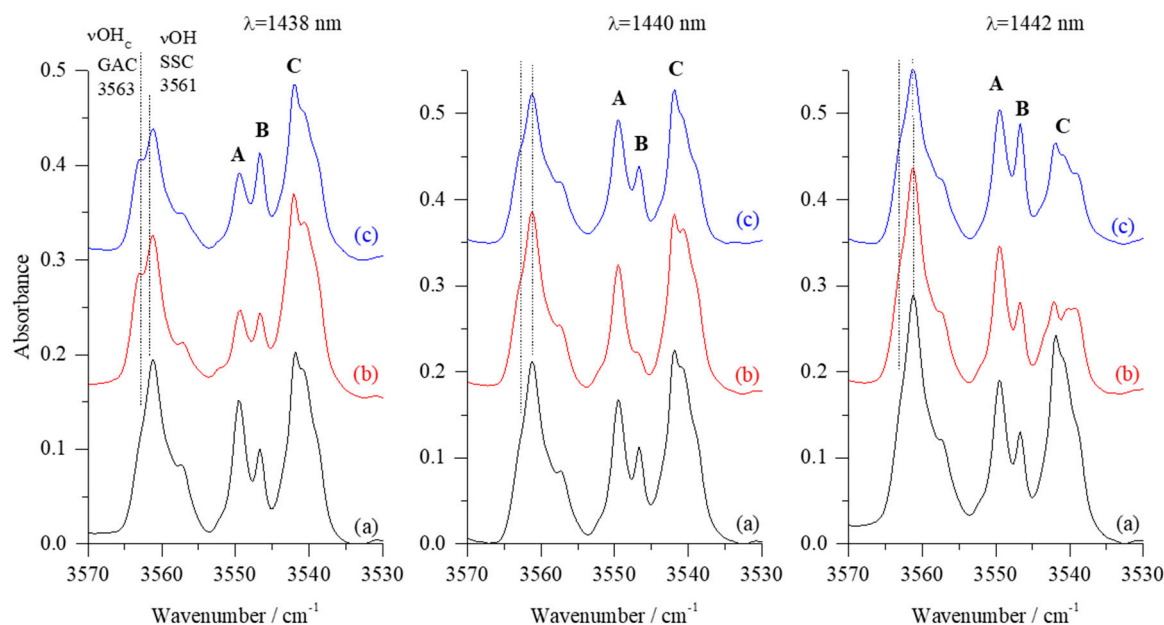 λ=1438 nm
νOHc GAC 3563
νOH SSC 3561
A
B
C
(c)
(b)
(a)
0.5
0.4
0.3
0.2
0.1
0.0
Absorbance
3570 3560 3550 3540 3530
Wavenumber / cm-1
λ=1440 nm
A
B
C
(c)
(b)
(a)
0.5
0.4
0.3
0.2
0.1
0.0
3570 3560 3550 3540 3530
Wavenumber / cm-1
λ=1442 nm
A
B
C
(c)
(b)
(a)
0.5
0.4
0.3
0.2
0.1
0.0
3570 3560 3550 3540 3530
Wavenumber / cm-1